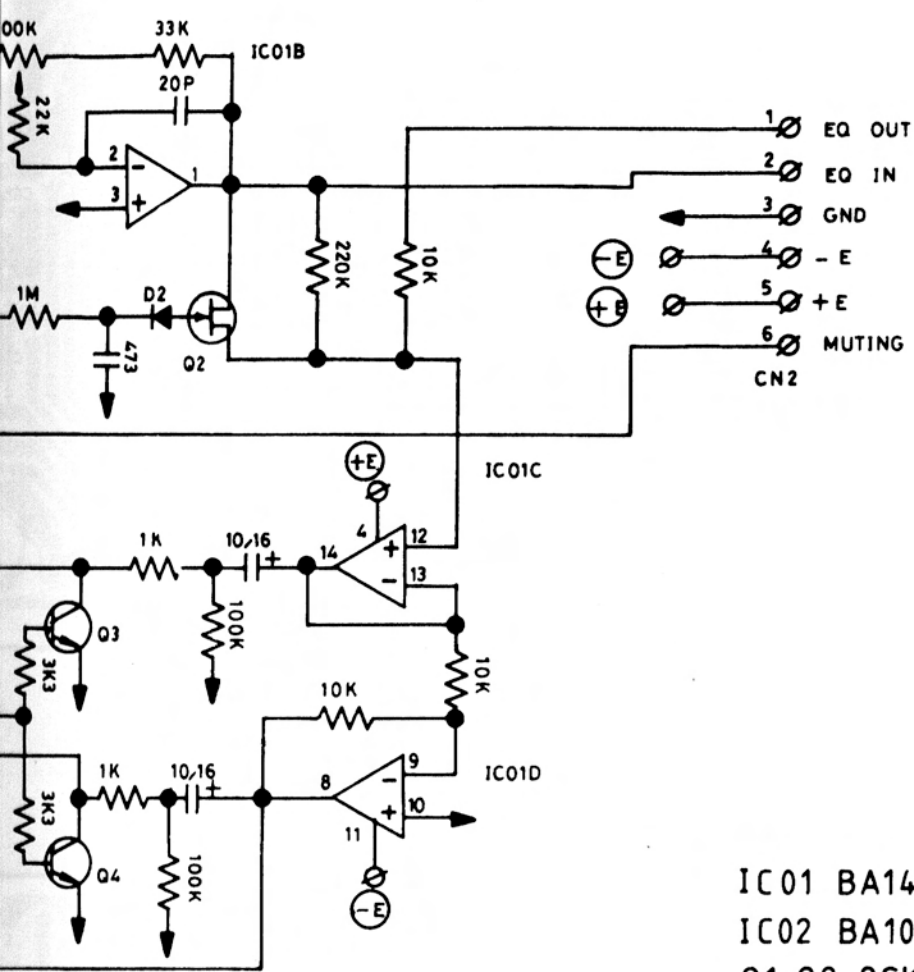 00K
33K
IC01B
20P
22K
2
-
3
+
1
220K
10K
1 EQ OUT
2 EQ IN
3 GND
-E 4 - E
+E 5 + E
6 MUTING
CN2
1M
D2
473
Q2
+E
IC01C
4
12
+
14
13
-
1K
10,16
+
100K
Q3
3K3
10K
10K
1K
10,16
+
8
9
-
IC01D
10
+
11
3K3
100K
Q4
-E
IC01 BA14
IC02 BA10